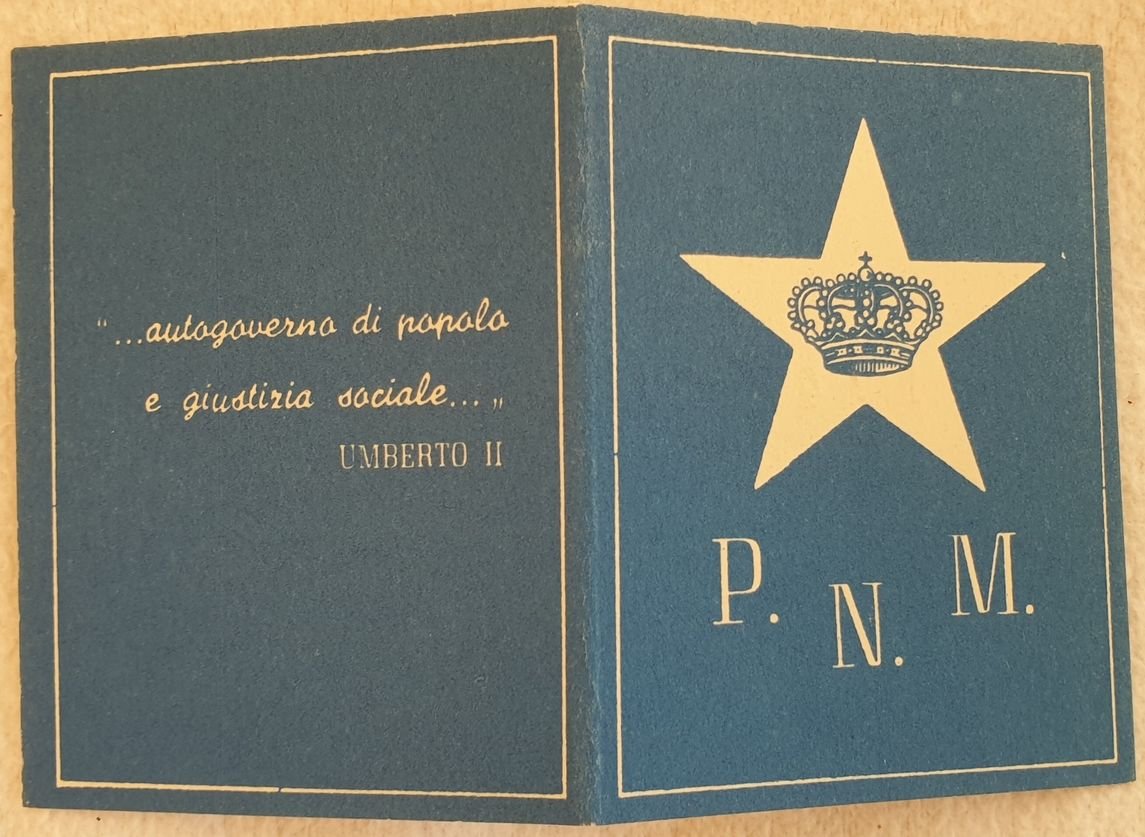 "...autogoverno di popolo
e giustizia sociale...„
UMBERTO II
P. N. M.